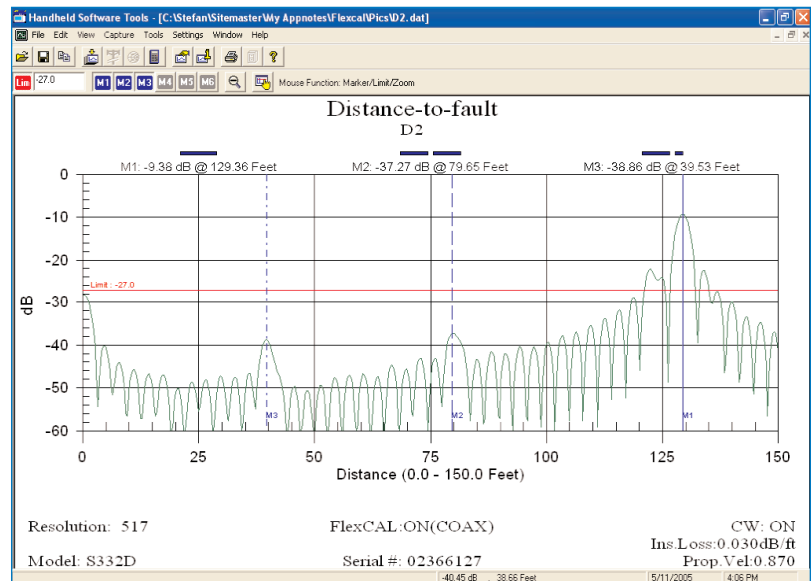 Handheld Software Tools - [C:\Stefan\Sitemaster\My Appnotes\Flexcal\Pics\D2.dat]
File Edit View Capture Tools Settings Window Help
Lim -27.0 M1 M2 M3 M4 M5 M6 Mouse Function: Marker/Limit/Zoom
Distance-to-fault
D2
M1: -9.38 dB @ 129.36 Feet M2: -37.27 dB @ 79.65 Feet M3: -38.86 dB @ 39.53 Feet
0
-10
-20
Limit : -27.0
-30
-40
-50
-60
dB
M3 M2 M1
0 25 50 75 100 125 150
Distance (0.0 - 150.0 Feet)
Resolution: 517 FlexCAL:ON(COAX) CW: ON
Ins.Loss:0.030dB/ft
Model: S332D Serial #: 02366127 Prop.Vel:0.870
-40.45 dB , 38.66 Feet 5/11/2005 4:06 PM